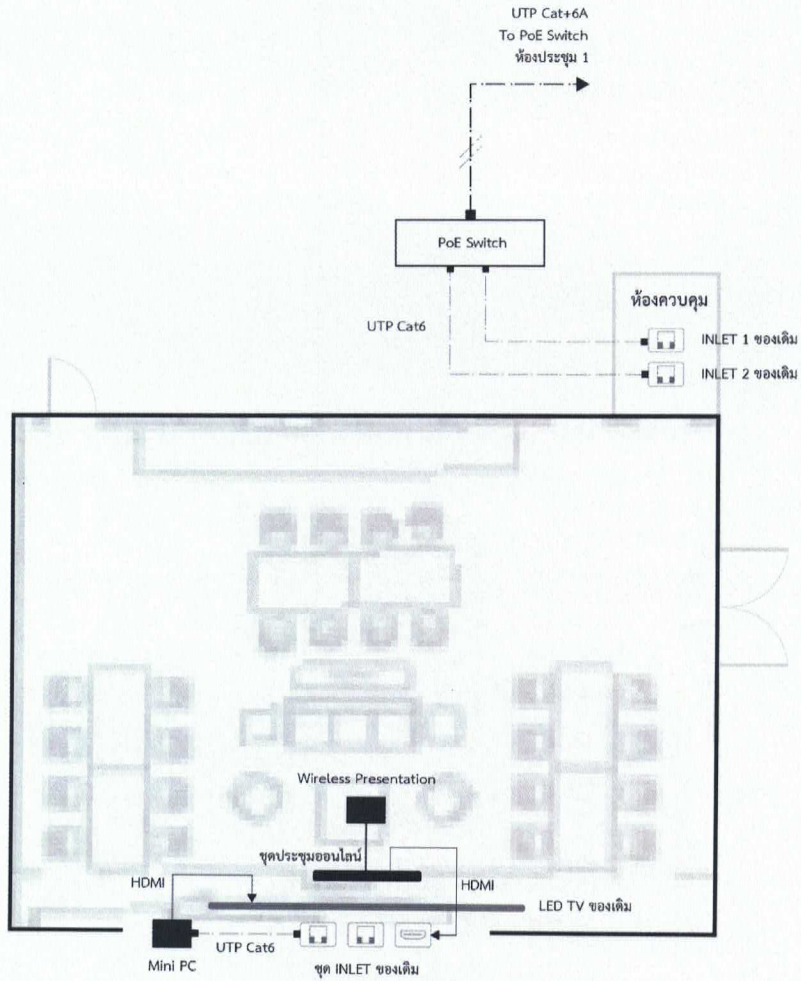 UTP Cat+6A
To PoE Switch
ห้องประชุม 1
PoE Switch
ห้องควบคุม
UTP Cat6
INLET 1 ของเดิม
INLET 2 ของเดิม
Wireless Presentation
ชุดประชุมออนไลน์
HDMI
HDMI
LED TV ของเดิม
UTP Cat6
Mini PC
ชุด INLET ของเดิม